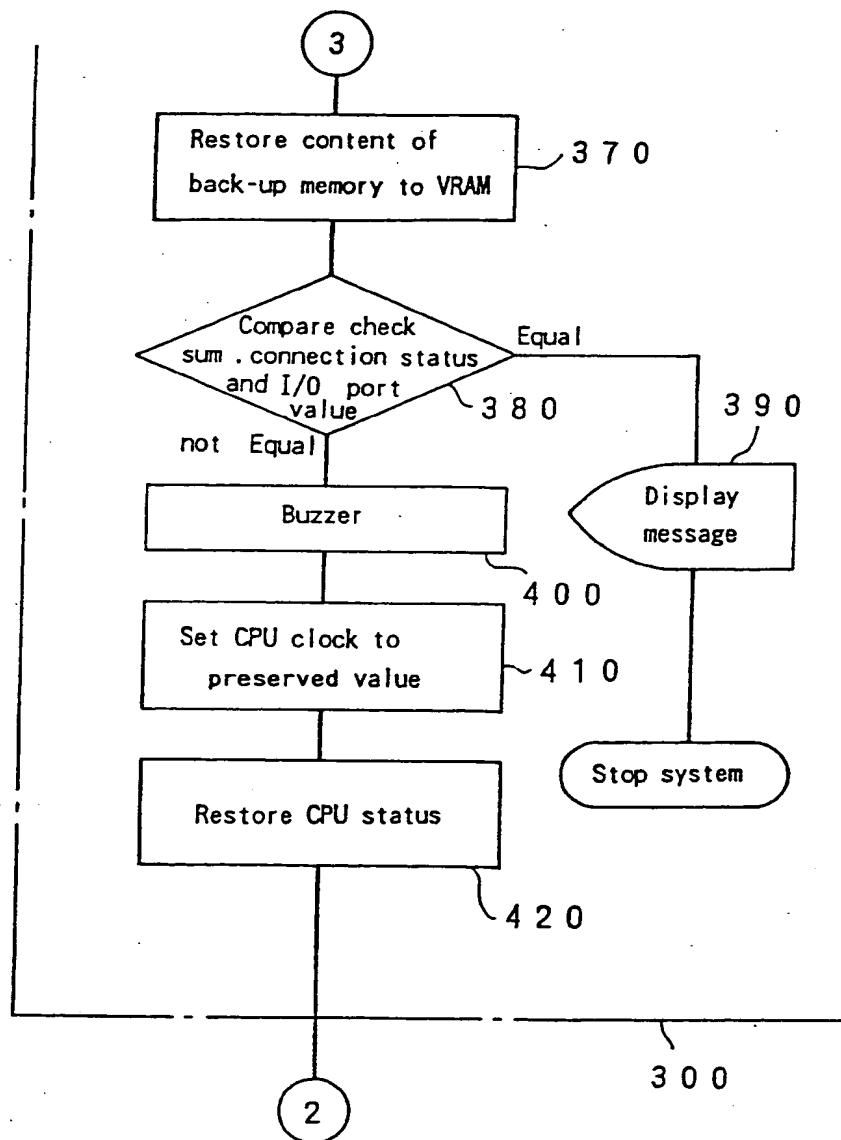 3
Restore content of
back-up memory to VRAM
370
Compare check
sum . connection status
and I/O port
value
Equal
380
not Equal
390
Display
message
Buzzer
400
Set CPU clock to
preserved value
410
Stop system
Restore CPU status
420
300
2